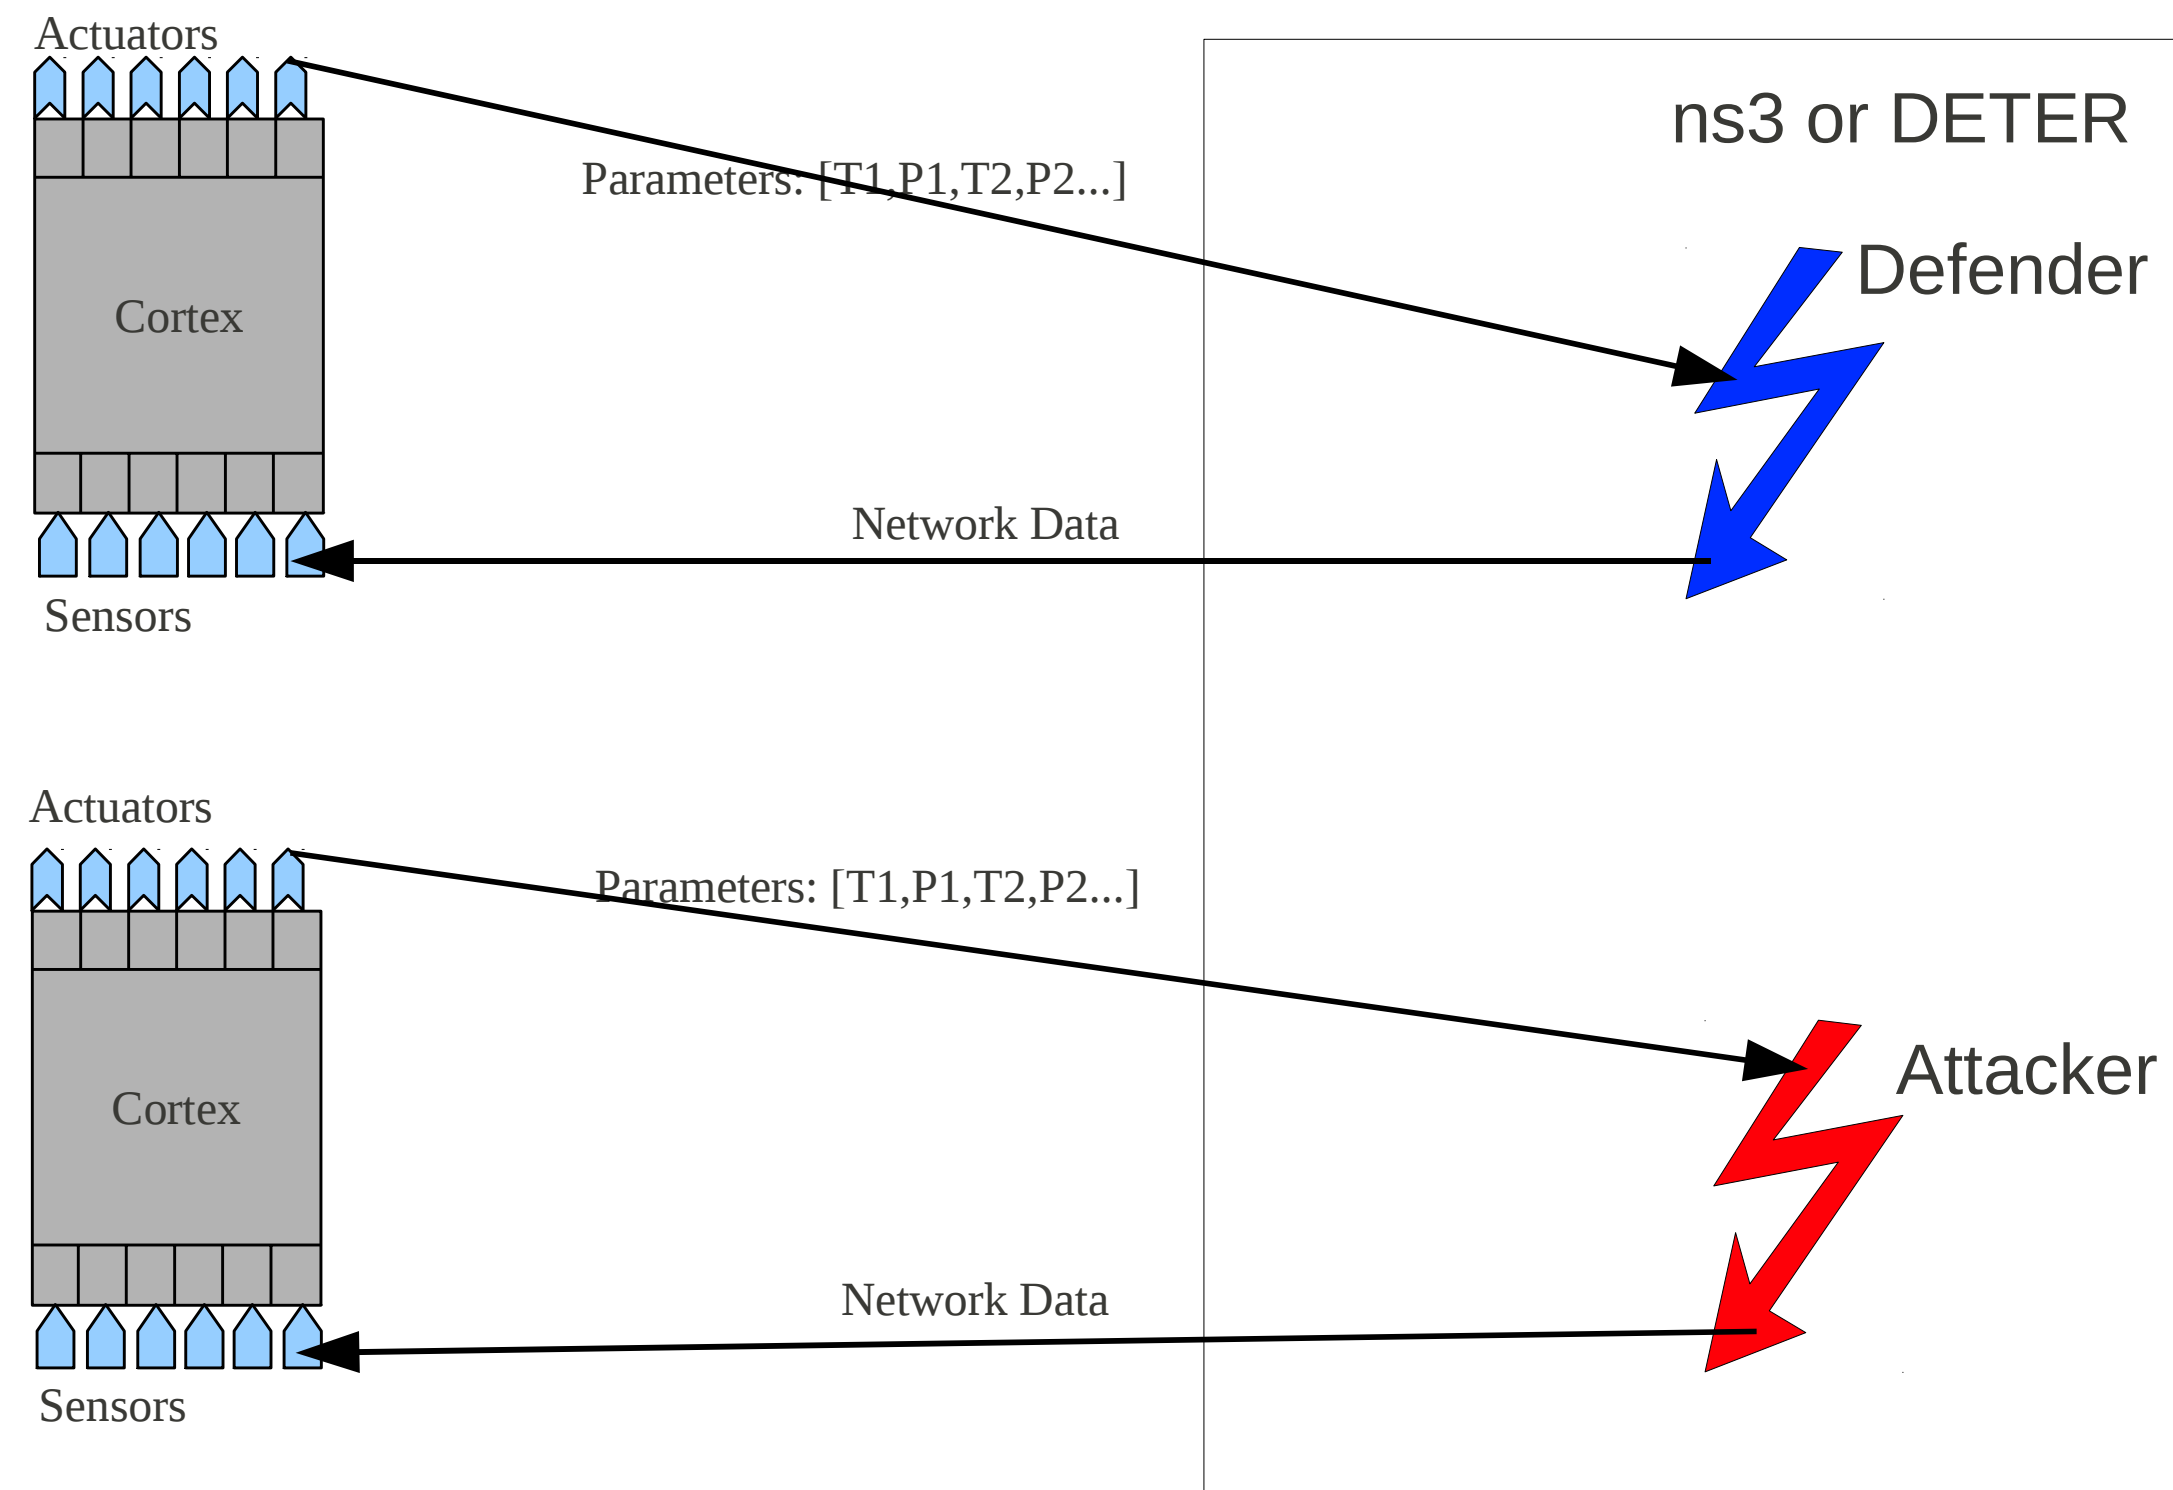 Actuators
ns3 or DETER
Parameters: [T1,P1,T2,P2...]
Defender
Cortex
Network Data
Sensors
Actuators
Parameters: [T1,P1,T2,P2...]
Attacker
Cortex
Network Data
Sensors